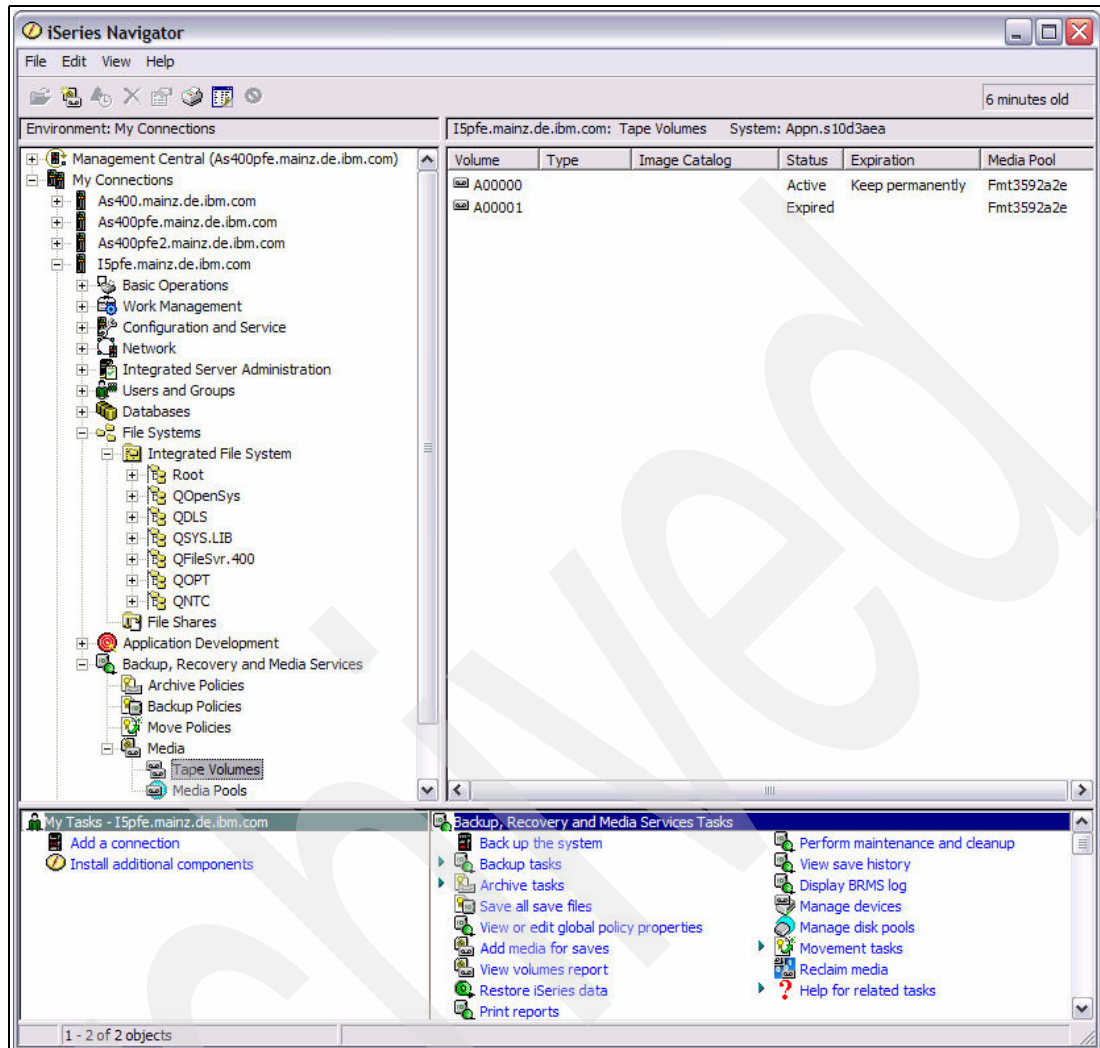 iSeries Navigator
File Edit View Help
6 minutes old
Environment: My Connections
I5pfe.mainz.de.ibm.com: Tape Volumes System: Appn.s10d3aea
Management Central (As400pfe.mainz.de.ibm.com)
My Connections
As400.mainz.de.ibm.com
As400pfe.mainz.de.ibm.com
As400pfe2.mainz.de.ibm.com
I5pfe.mainz.de.ibm.com
Basic Operations
Work Management
Configuration and Service
Network
Integrated Server Administration
Users and Groups
Databases
File Systems
Integrated File System
Root
QOpenSys
QDLS
QSYS.LIB
QFileSvr.400
QOPT
QNTC
File Shares
Application Development
Backup, Recovery and Media Services
Archive Policies
Backup Policies
Move Policies
Media
Tape Volumes
Media Pools
Volume Type Image Catalog Status Expiration Media Pool
A00000 Active Keep permanently Fmt3592a2e
A00001 Expired Fmt3592a2e
My Tasks - I5pfe.mainz.de.ibm.com
Add a connection
Install additional components
Backup, Recovery and Media Services Tasks
Back up the system
Backup tasks
Archive tasks
Save all save files
View or edit global policy properties
Add media for saves
View volumes report
Restore iSeries data
Print reports
Perform maintenance and cleanup
View save history
Display BRMS log
Manage devices
Manage disk pools
Movement tasks
Reclaim media
Help for related tasks
1 - 2 of 2 objects